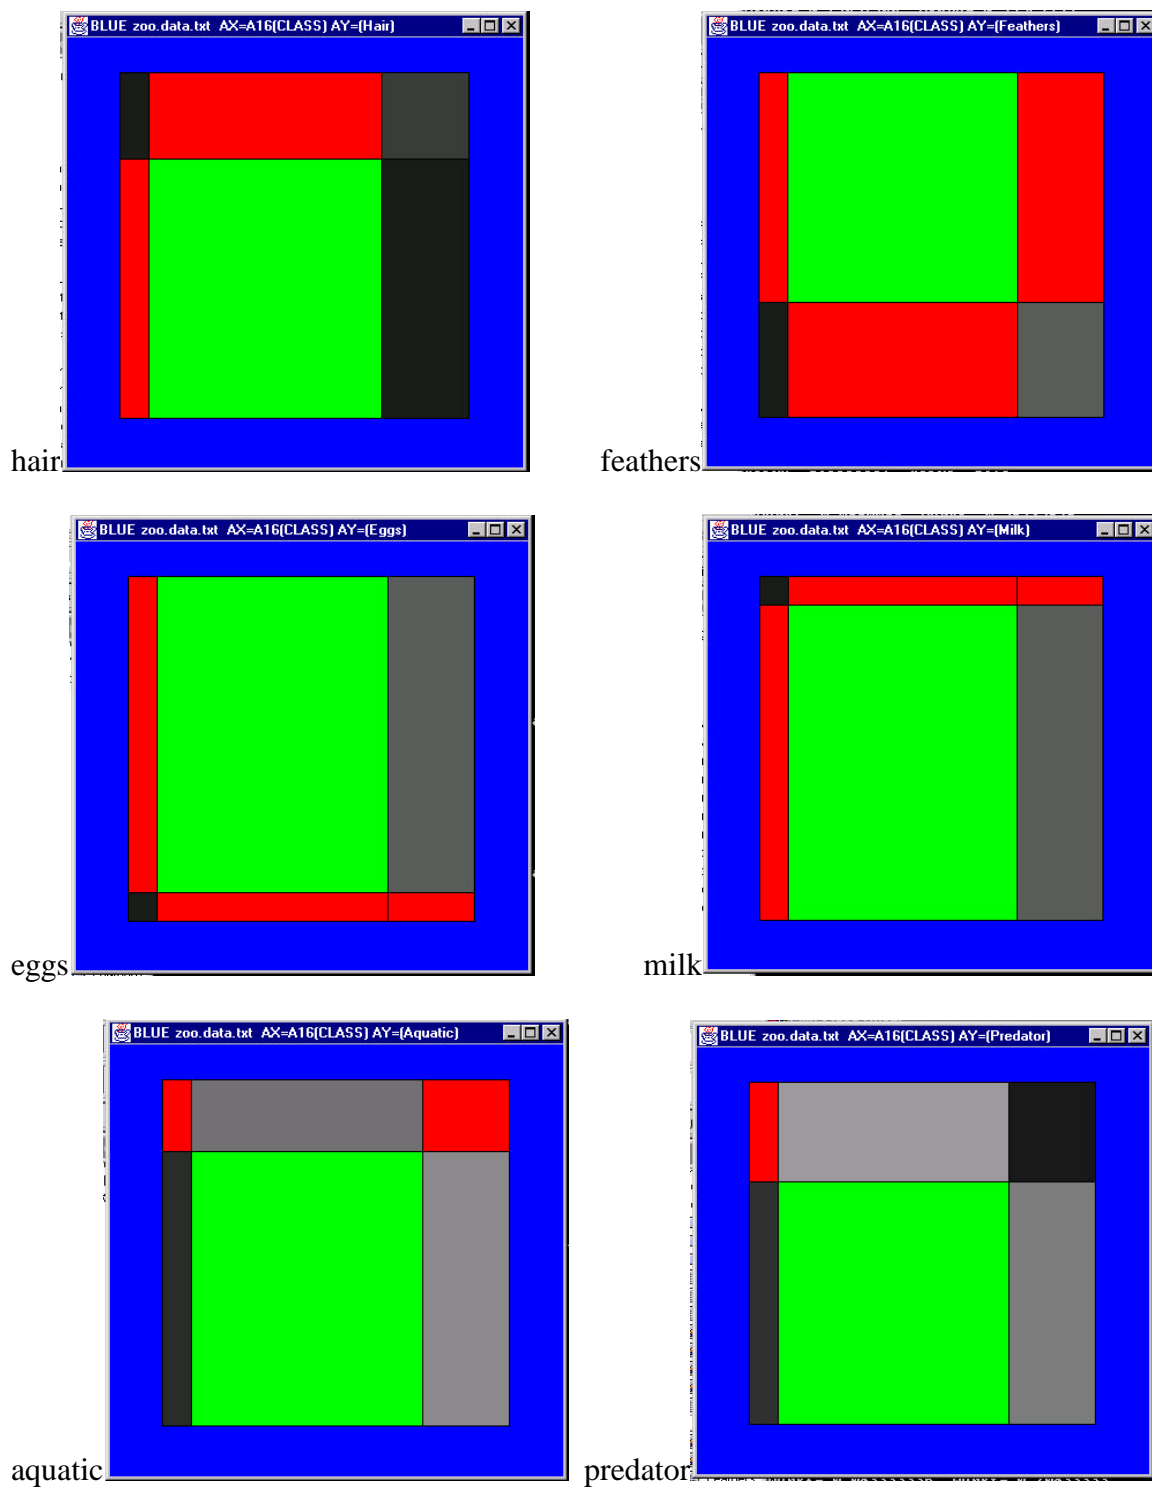 BLUE zoo.data.txt AX=A16(CLASS) AY=(Hair)
BLUE zoo.data.txt AX=A16(CLASS) AY=(Feathers)
hair
feathers
BLUE zoo.data.txt AX=A16(CLASS) AY=(Eggs)
BLUE zoo.data.txt AX=A16(CLASS) AY=(Milk)
eggs
milk
BLUE zoo.data.txt AX=A16(CLASS) AY=(Aquatic)
BLUE zoo.data.txt AX=A16(CLASS) AY=(Predator)
aquatic
predator